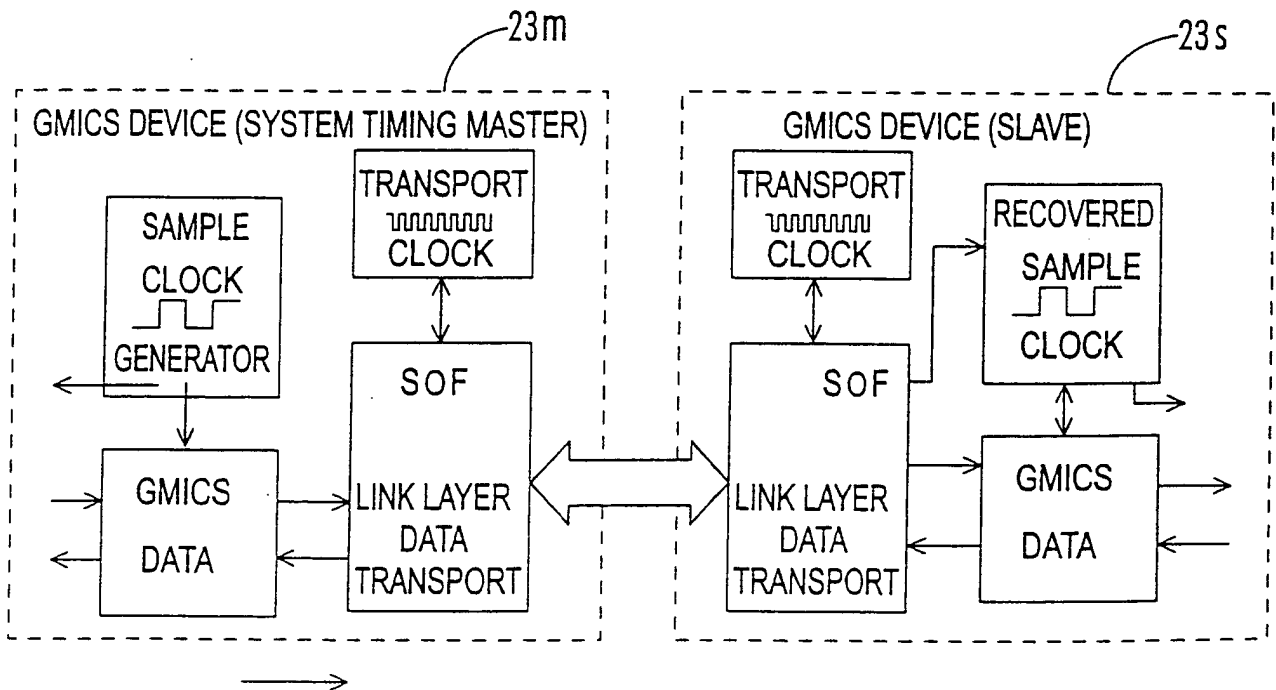 23m
23s
GMICS DEVICE (SYSTEM TIMING MASTER)
TRANSPORT
CLOCK
SAMPLE
CLOCK
GENERATOR
SOF
LINK LAYER
DATA
TRANSPORT
GMICS
DATA
GMICS DEVICE (SLAVE)
TRANSPORT
CLOCK
RECOVERED
SAMPLE
CLOCK
SOF
LINK LAYER
DATA
TRANSPORT
GMICS
DATA